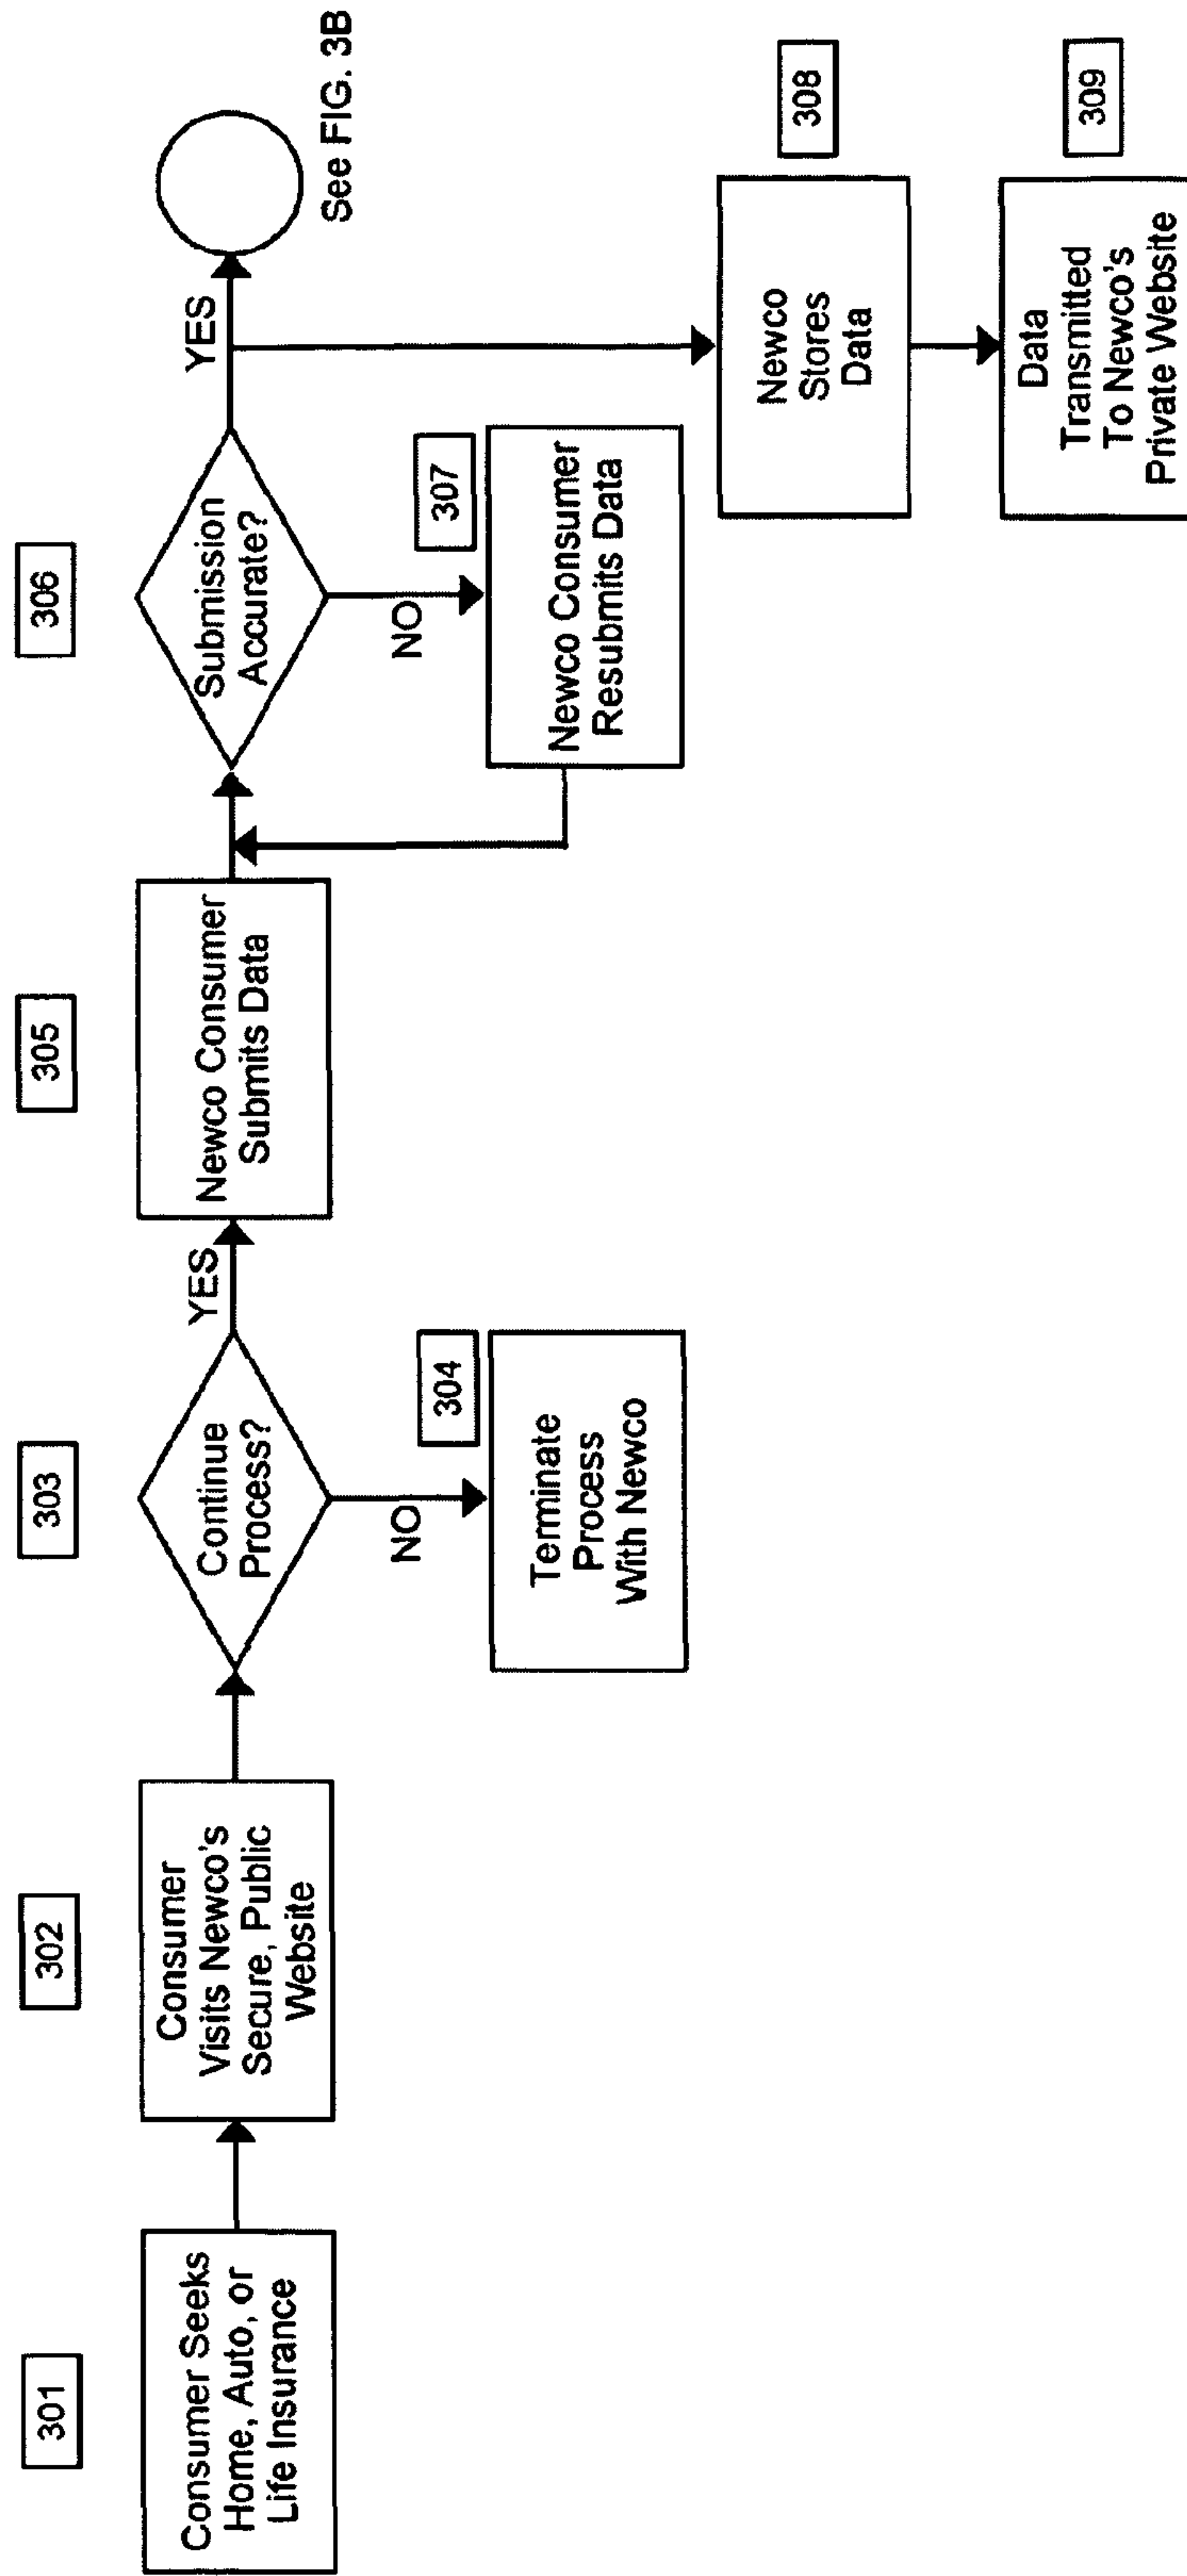 301
Consumer Seeks
Home, Auto, or
Life Insurance
302
Consumer
Visits Newco's
Secure, Public
Website
303
Continue
Process?
YES
NO
304
Terminate
Process
With Newco
305
Newco Consumer
Submits Data
306
Submission
Accurate?
YES
NO
307
Newco Consumer
Resubmits Data
See FIG. 3B
308
Newco
Stores
Data
309
Data
Transmitted
To Newco's
Private Website